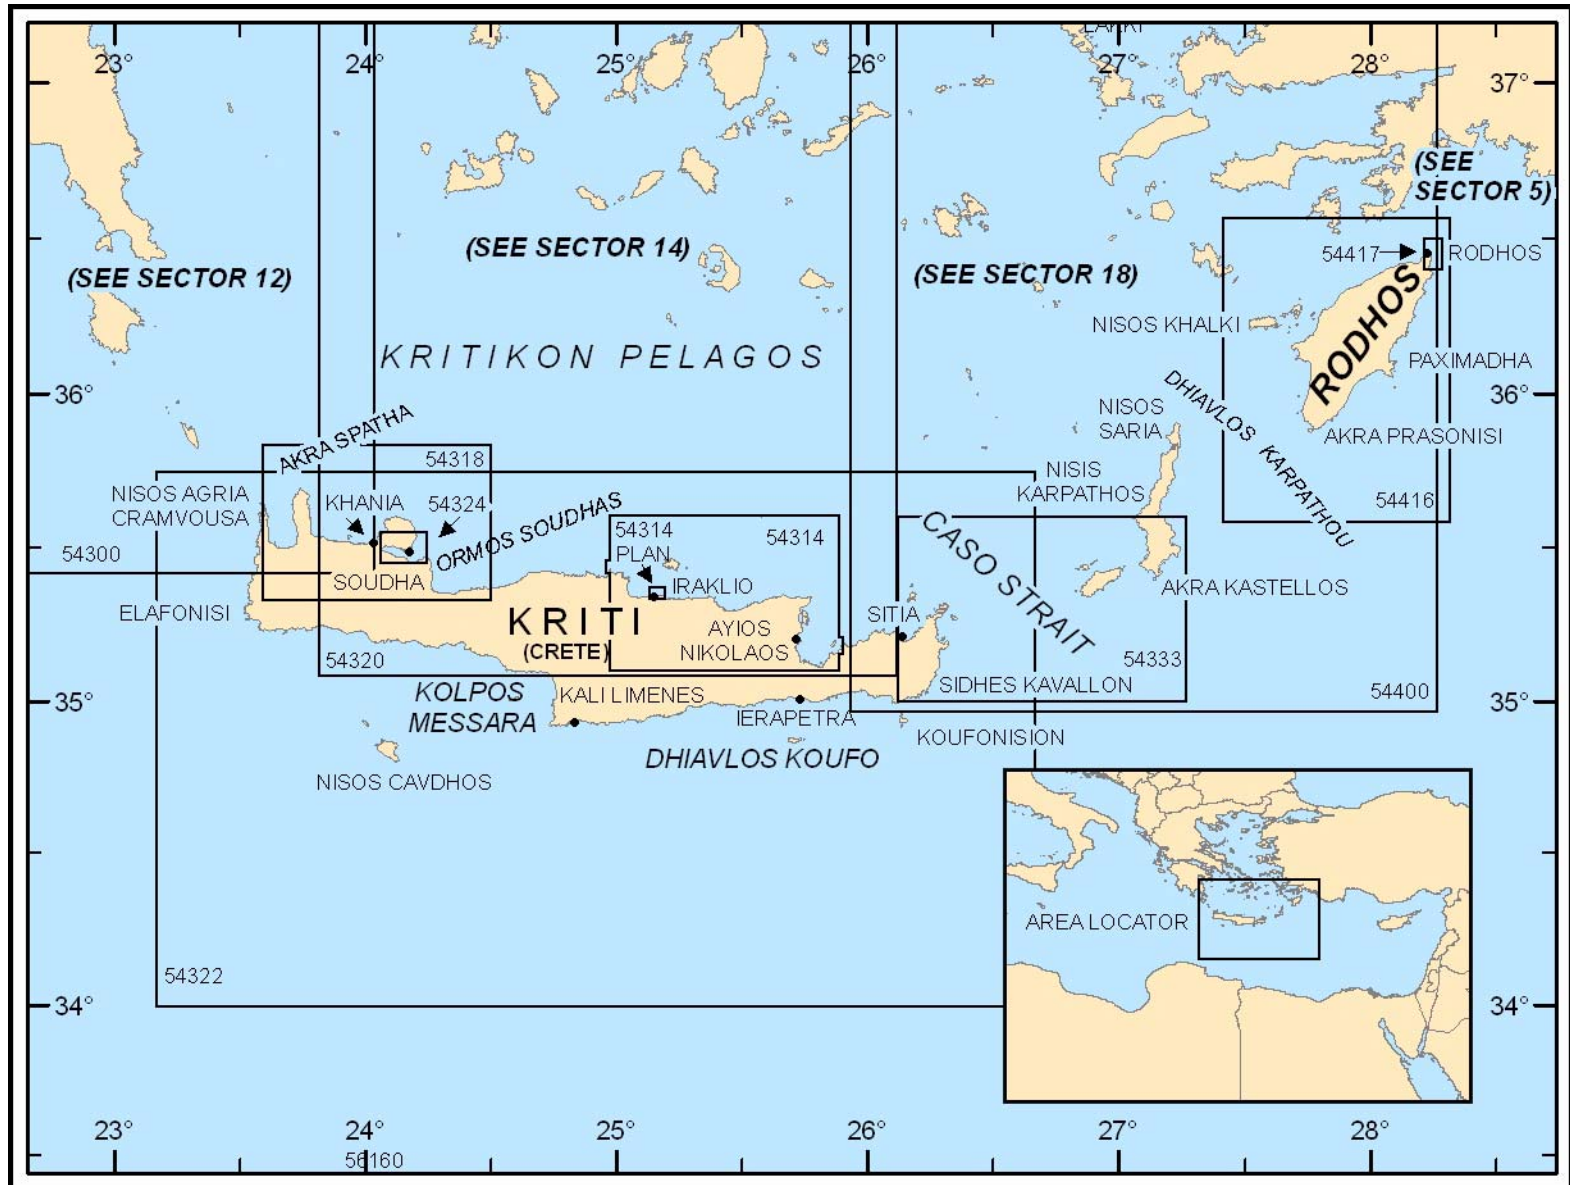 LAKKI
23° 24° 25° 26° 27° 28°
37° 37°
(SEE
SECTOR 5)
(SEE SECTOR 14)
54417 RODHOS
(SEE SECTOR 12)
(SEE SECTOR 18)
NISOS KHALKI
RODHOS
KRITIKON PELAGOS
PAXIMADHA
DHIAVLOS KARPATHOU
36° 36°
NISOS
SARIA
AKRA PRASONISI
AKRA SPATHA
54318
NISIS
KARPATHOS
NISOS AGRIA
CRAMVOUSA
KHANIA
54324
54416
ORMOS SOUDHAS
54314
PLAN
54314
CASO STRAIT
54300
SOUDHA
IRAKLIO
AKRA KASTELLOS
ELAFONISI
KRITI
(CRETE)
SITIA
AYIOS
NIKOLAOS
54320
54333
SIDHES KAVALLON
54400
KOLPOS
MESSARA
KALI LIMENES
35° 35°
IERAPETRA
KOUFONISION
DHIAVLOS KOUFO
NISOS CAVDHOS
AREA LOCATOR
54322
34° 34°
23° 24° 25° 26° 27° 28°
56160